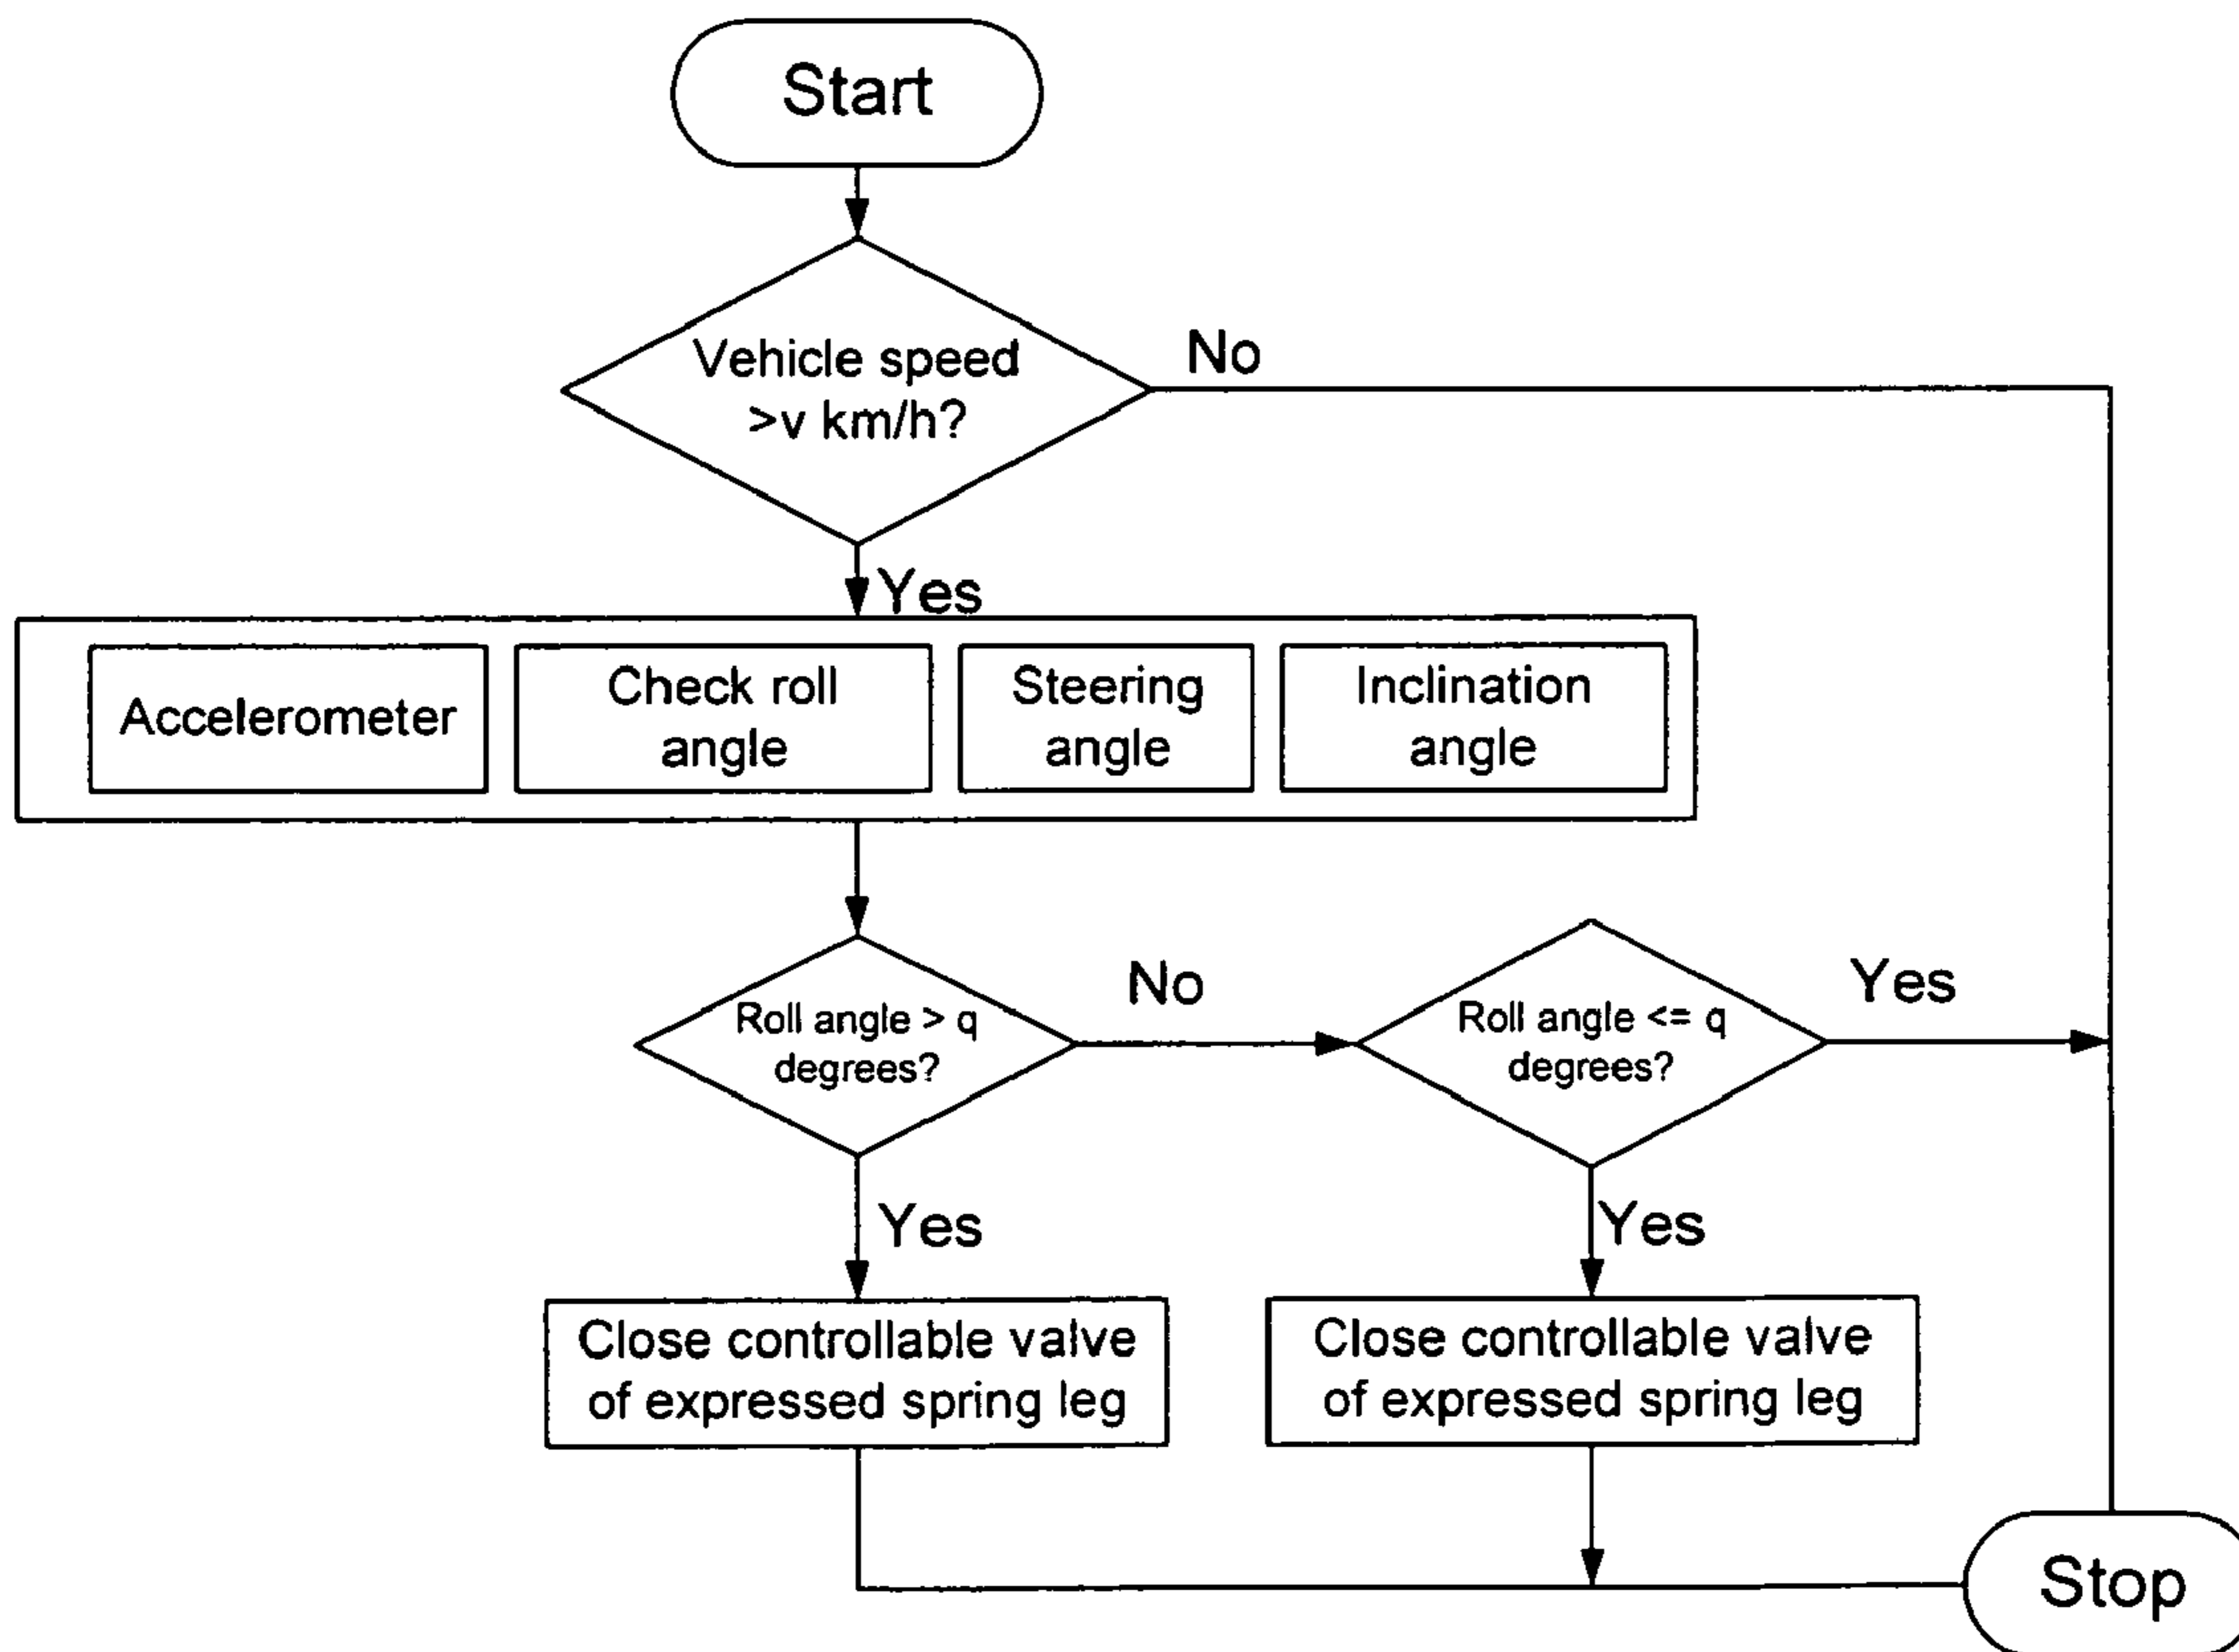 Start
Vehicle speed
>v km/h?
No
Yes
Accelerometer
Check roll
angle
Steering
angle
Inclination
angle
Roll angle > q
degrees?
No
Roll angle <= q
degrees?
Yes
Yes
Yes
Close controllable valve
of expressed spring leg
Close controllable valve
of expressed spring leg
Stop